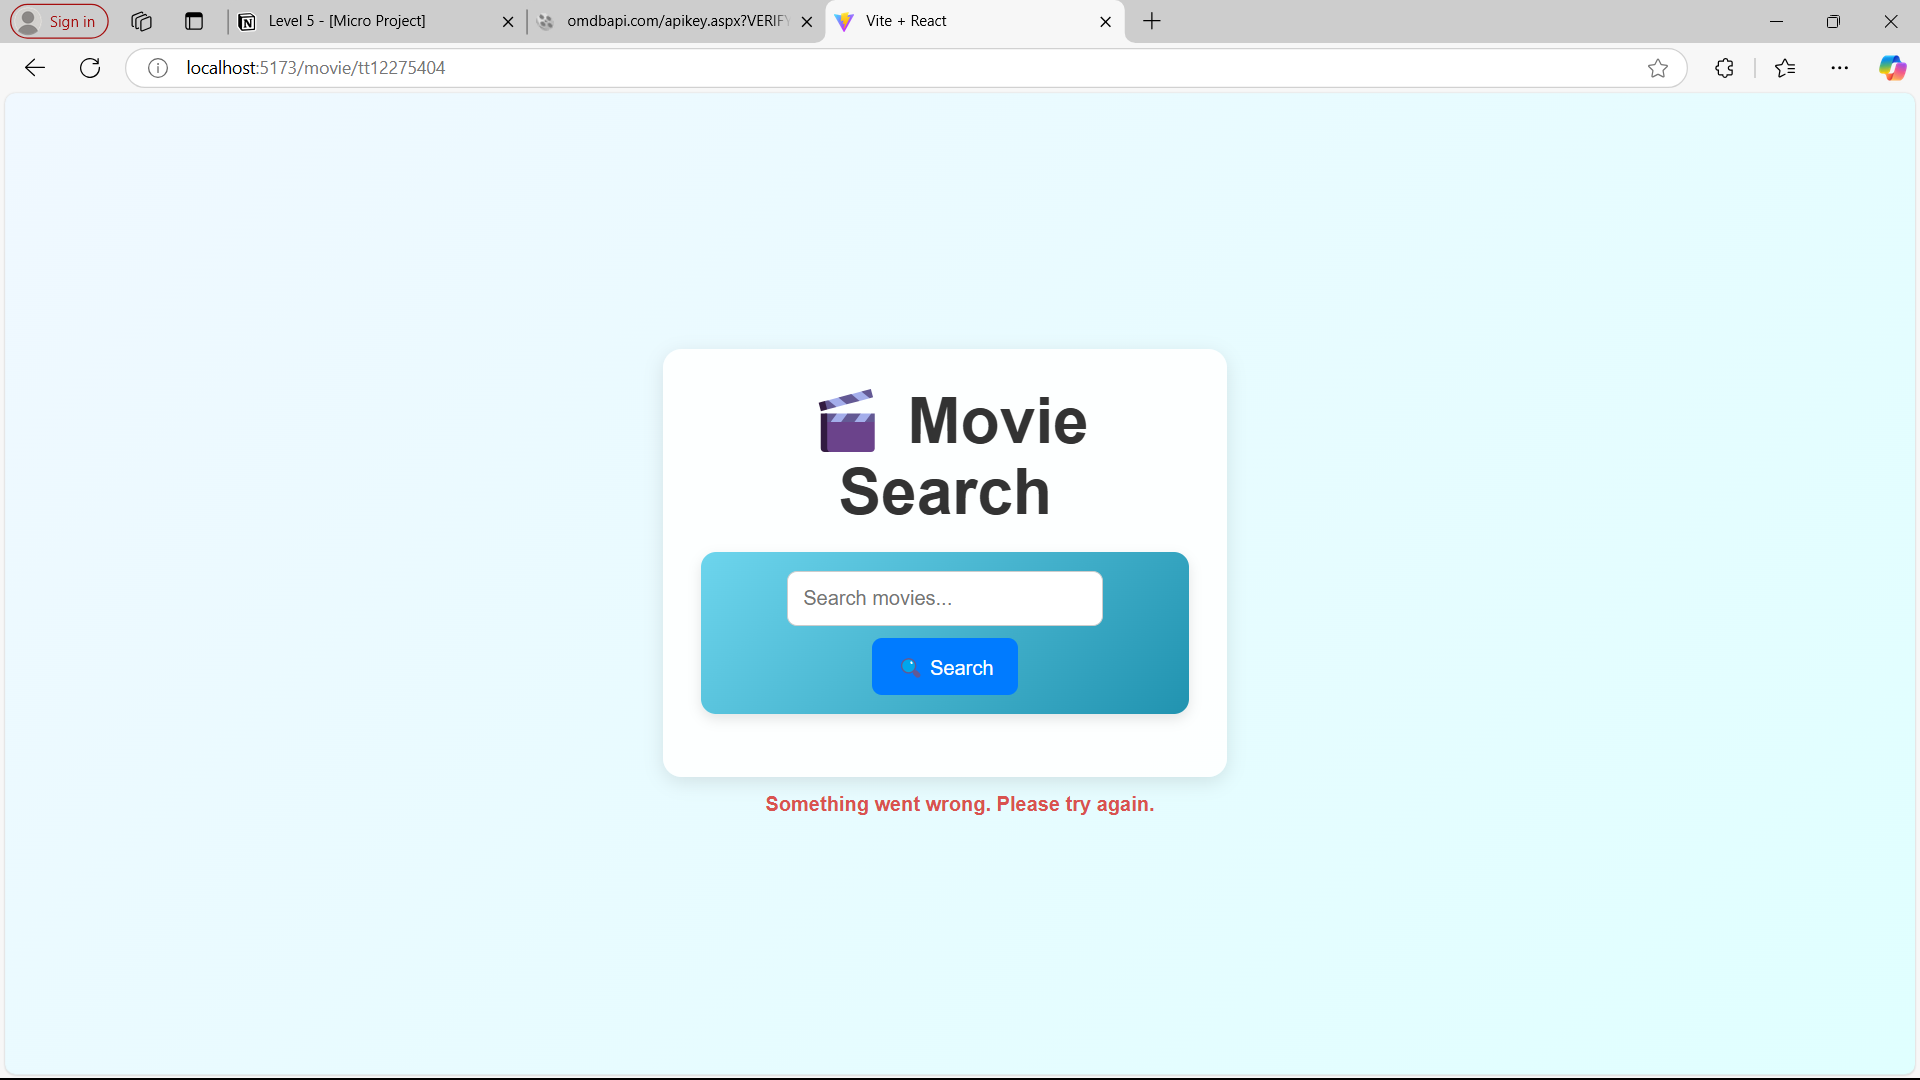 Sign in
Level 5 - [Micro Project]
omdbapi.com/apikey.aspx?VERIFY
Vite + React
localhost:5173/movie/tt12275404
Movie
Search
Search movies...
Search
Something went wrong. Please try again.